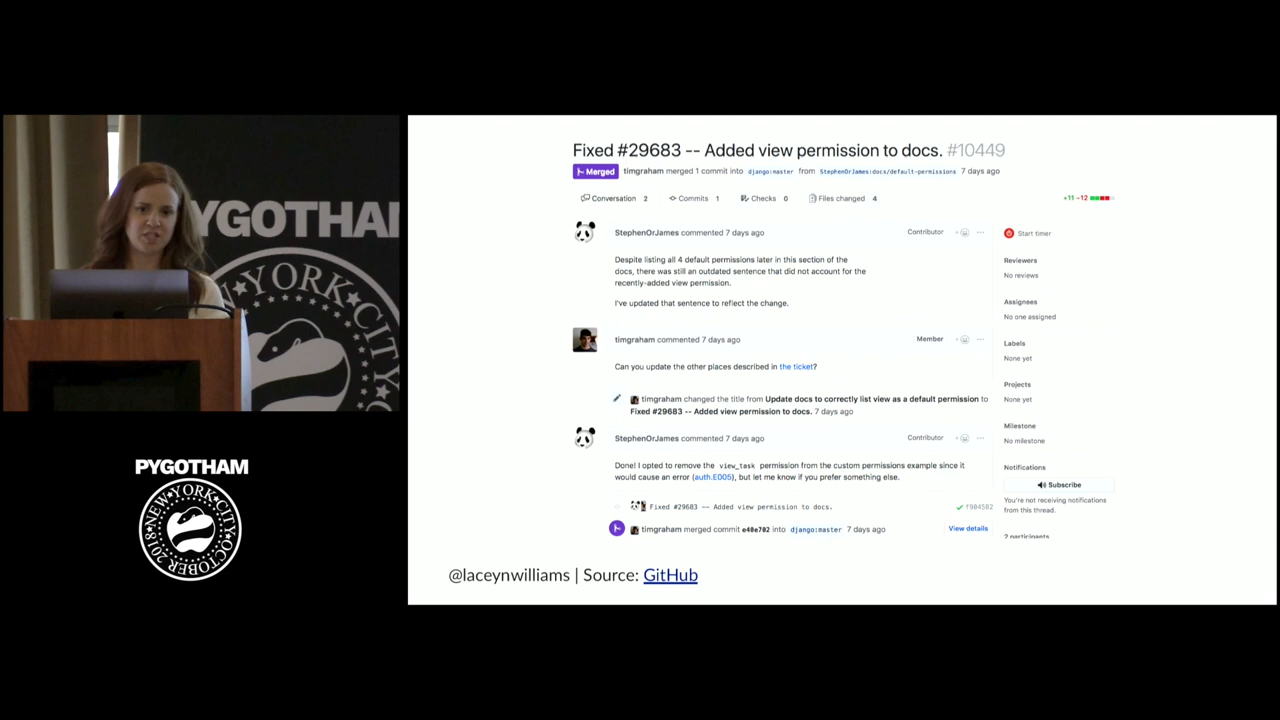 PYGOTHA
YORK
CITY
PYGOTHAM
NEW YORK CITY OCTOBER
Fixed #29683 -- Added view permission to docs. #10449
Merged timgraham merged 1 commit into django:master from StephenOrJames:docs/default-permissions 7 days ago
Conversation 2 Commits 1 Checks 0 Files changed 4 +11 −12
StephenOrJames commented 7 days ago Contributor
Despite listing all 4 default permissions later in this section of the
docs, there was still an outdated sentence that did not account for the
recently-added view permission.
I've updated that sentence to reflect the change.
timgraham commented 7 days ago Member
Can you update the other places described in the ticket?
timgraham changed the title from Update docs to correctly list view as a default permission to
Fixed #29683 -- Added view permission to docs. 7 days ago
StephenOrJames commented 7 days ago Contributor
Done! I opted to remove the view_task permission from the custom permissions example since it
would cause an error (auth.E005), but let me know if you prefer something else.
Fixed #29683 -- Added view permission to docs. f904502
timgraham merged commit e40e702 into django:master 7 days ago View details
Start timer
Reviewers
No reviews
Assignees
No one assigned
Labels
None yet
Projects
None yet
Milestone
No milestone
Notifications
Subscribe
You're not receiving notifications
from this thread.
2 participants
@laceynwilliams | Source: GitHub